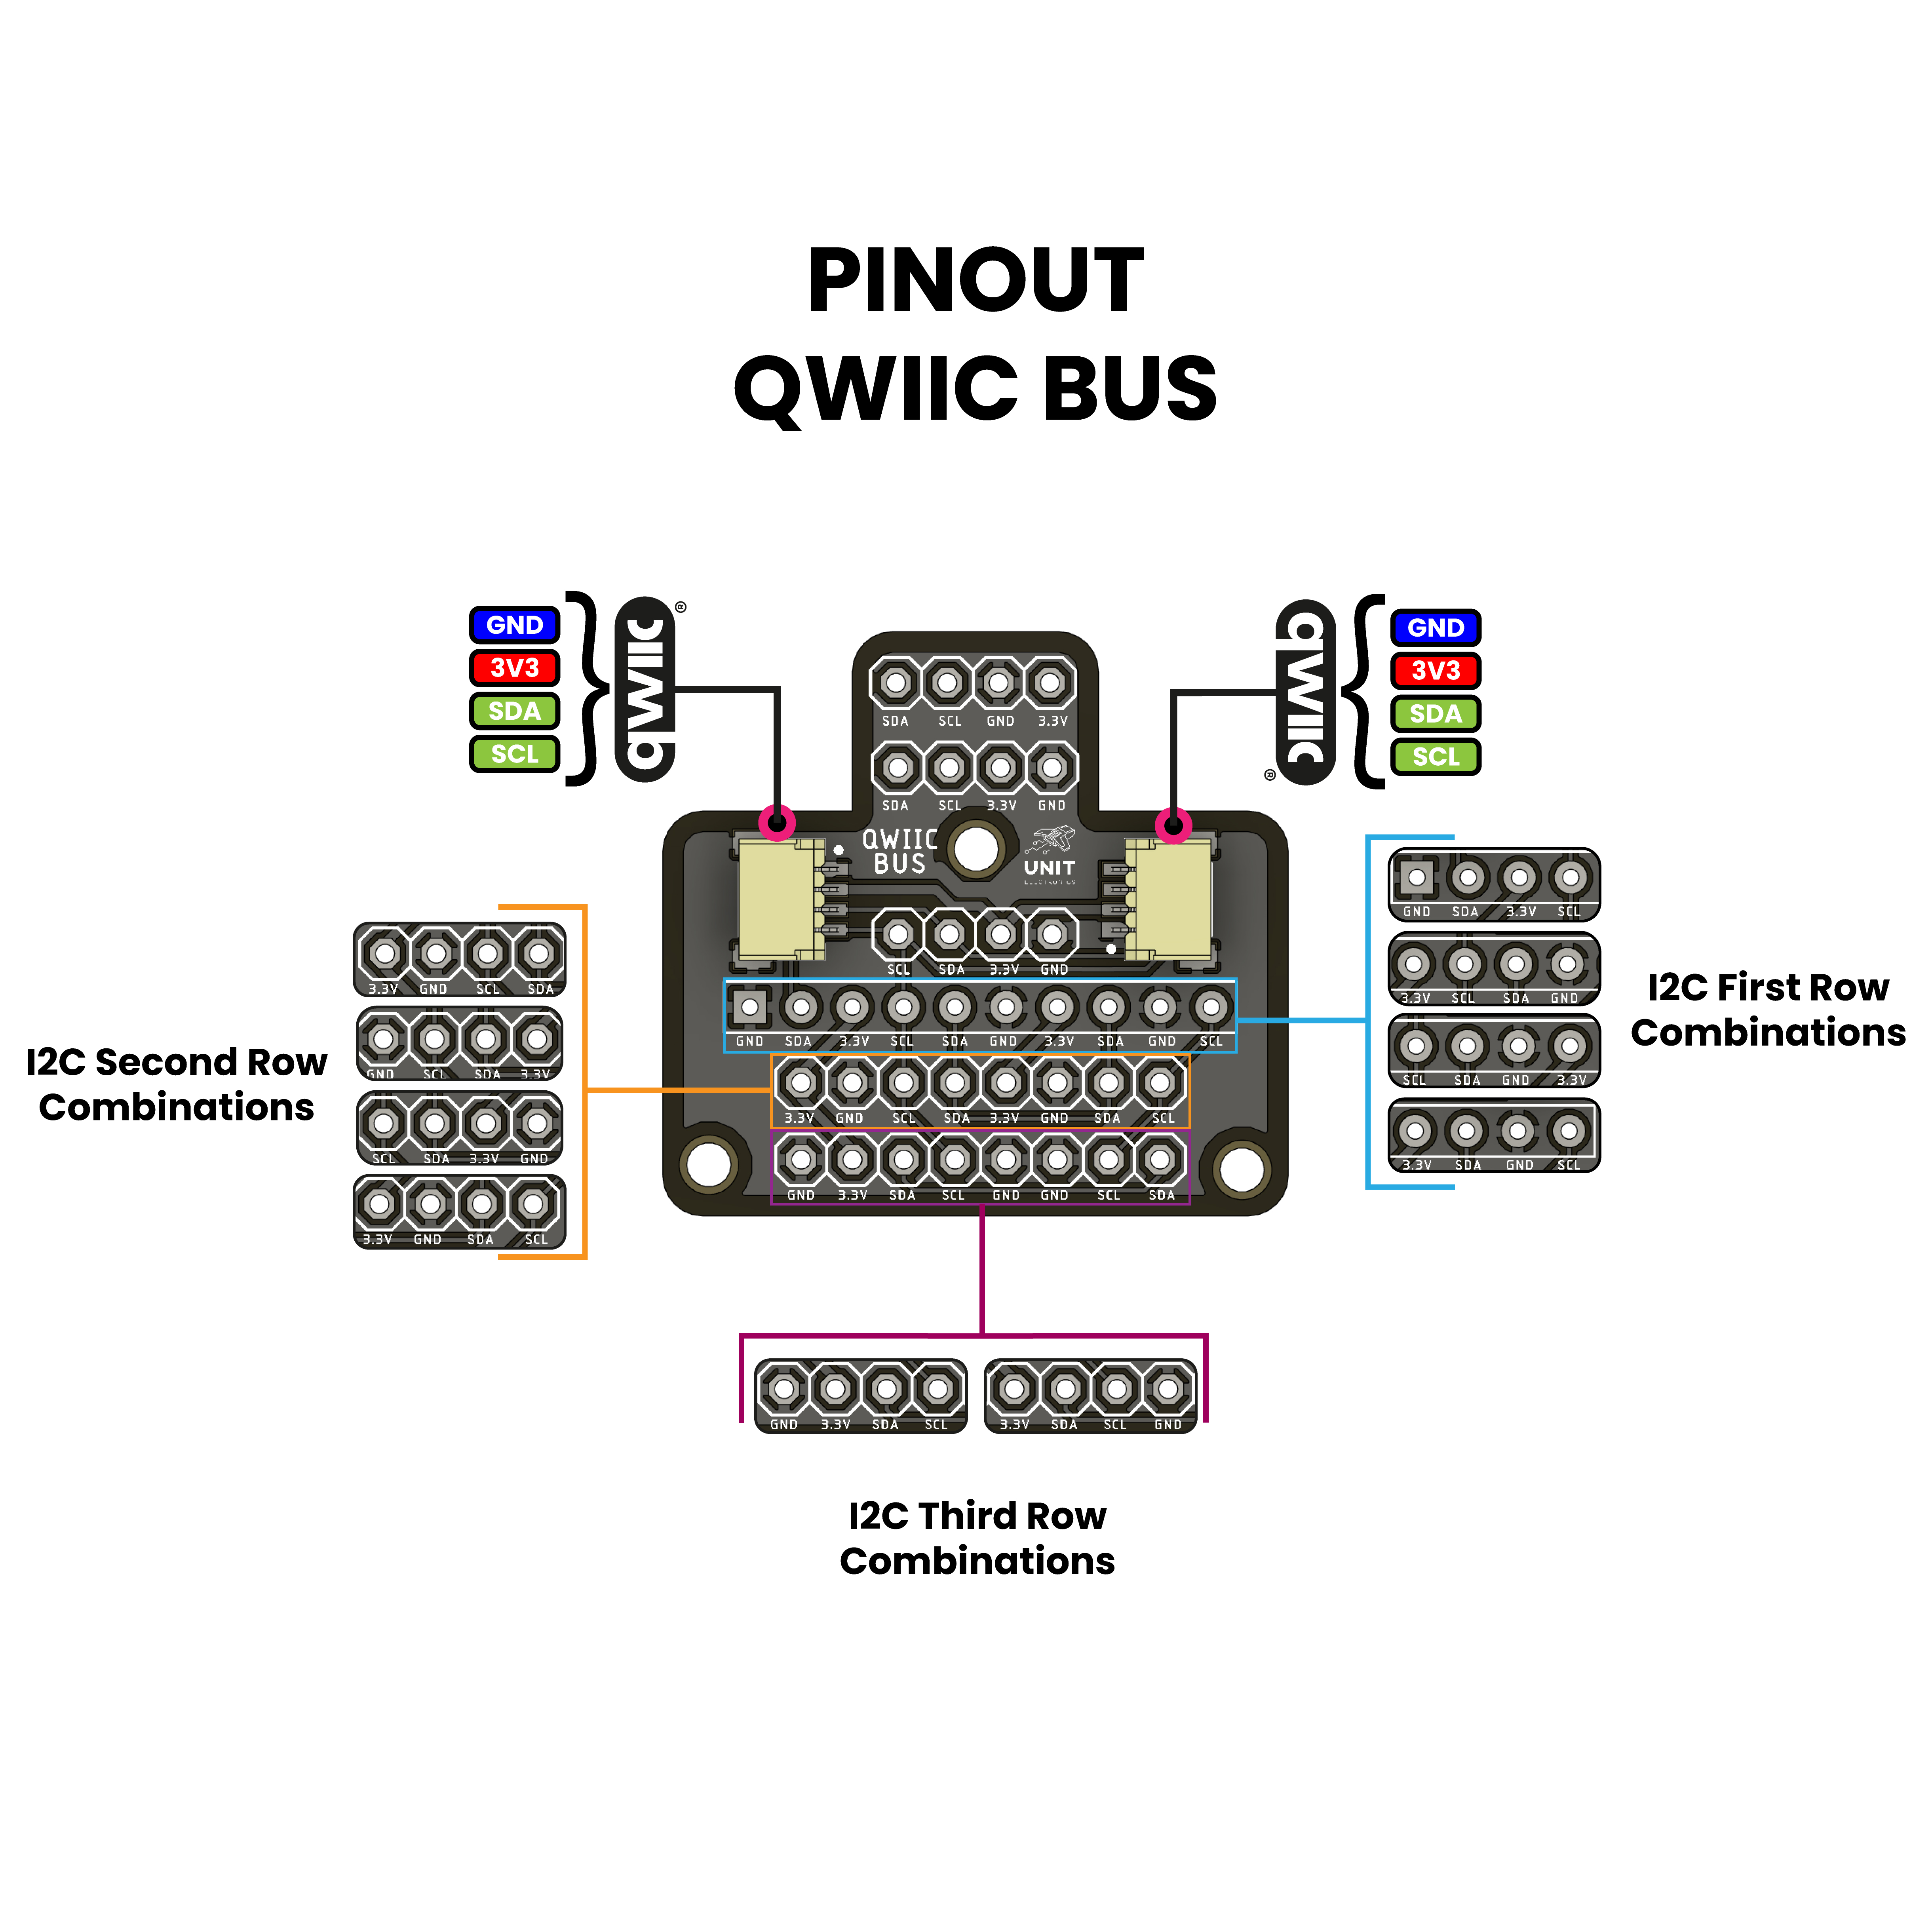 PINOUT
QWIIC BUS
GND
3V3
SDA
SCL
qwiic®
qwiic®
GND
3V3
SDA
SCL
SDA SCL GND 3.3V
SDA SCL 3.3V GND
QWIIC
BUS
UNIT
ELECTRONICS
SCL SDA 3.3V GND
GND SDA 3.3V SCL SDA GND 3.3V SDA GND SCL
3.3V GND SCL SDA 3.3V GND SDA SCL
GND 3.3V SDA SCL GND GND SCL SDA
I2C Second Row
Combinations
3.3V GND SCL SDA
GND SCL SDA 3.3V
SCL SDA 3.3V GND
3.3V GND SDA SCL
GND SDA 3.3V SCL
3.3V SCL SDA GND
SCL SDA GND 3.3V
3.3V SDA GND SCL
I2C First Row
Combinations
GND 3.3V SDA SCL
3.3V SDA SCL GND
I2C Third Row
Combinations